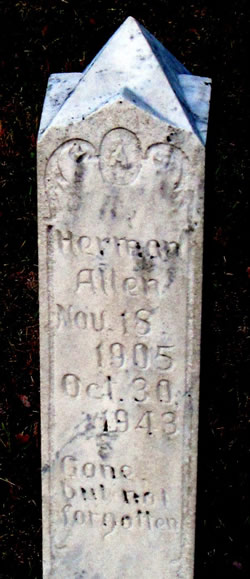 A
Herman
Allen
Nov. 18
1905
Oct. 30
1943
Gone
but not
forgotten